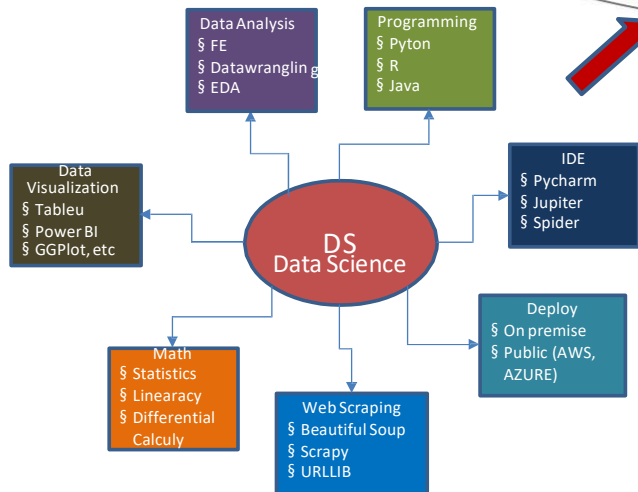 Data Analysis
§ FE
§ Datawranglin g
§ EDA
Programming
§ Pyton
§ R
§ Java
Data
Visualization
§ Tableu
§ Power BI
§ GGPlot, etc
DS
Data Science
IDE
§ Pycharm
§ Jupiter
§ Spider
Math
§ Statistics
§ Linearacy
§ Differential
Calculy
Web Scraping
§ Beautiful Soup
§ Scrapy
§ URLLIB
Deploy
§ On premise
§ Public (AWS,
AZURE)